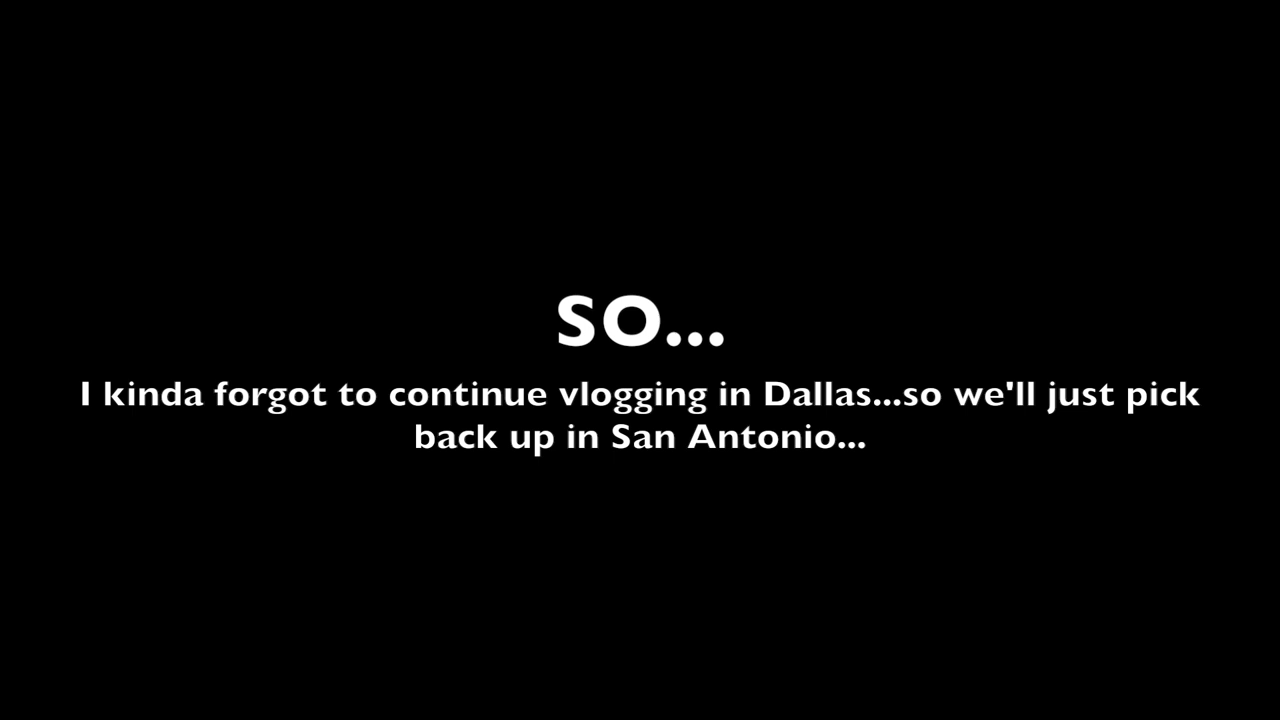 SO...
I kinda forgot to continue vlogging in Dallas...so we'll just pick
back up in San Antonio...